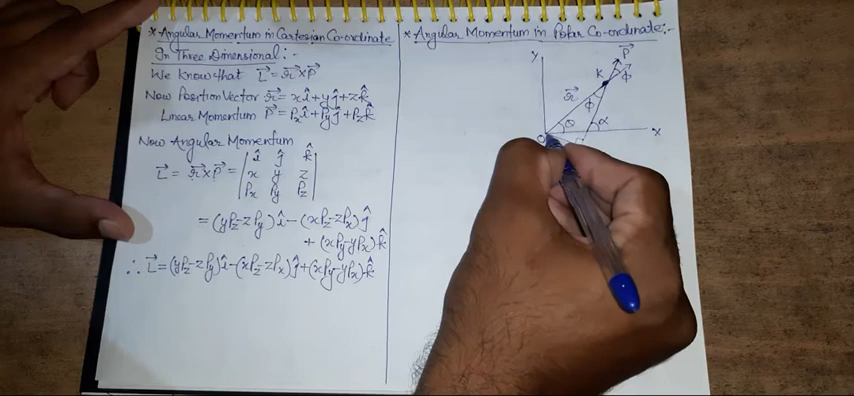 * Angular Momentum in Cartesian Co-ordinate
In Three Dimensional:-
We Know that L⃗ = r⃗ × P⃗
Now Position Vector r⃗ = xî + yĵ + zk̂
Linear Momentum P⃗ = Pxî + Pyĵ + Pzk̂
Now Angular Momentum
L⃗ = r⃗ × P⃗ = | î ĵ k̂ |
| x y z |
| Px Py Pz |
= (yPz - zPy) î - (xPz - zPx) ĵ
+ (xPy - yPx) k̂
∴ L⃗ = (yPz - zPy) î - (xPz - zPx) ĵ + (xPy - yPx) k̂
* Angular Momentum in Polar Co-ordinate:-
Y
P⃗
K
ϕ
r⃗
ϕ
θ
α
X
O